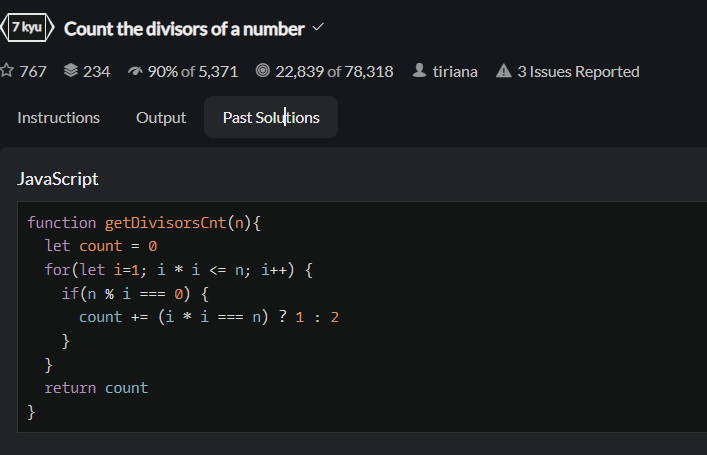 7 kyu Count the divisors of a number ✓
767 234 90% of 5,371 22,839 of 78,318 tiriana 3 Issues Reported
Instructions Output Past Solutions
JavaScript
function getDivisorsCnt(n){
  let count = 0
  for(let i=1; i * i <= n; i++) {
    if(n % i === 0) {
      count += (i * i === n) ? 1 : 2
    }
  }
  return count
}